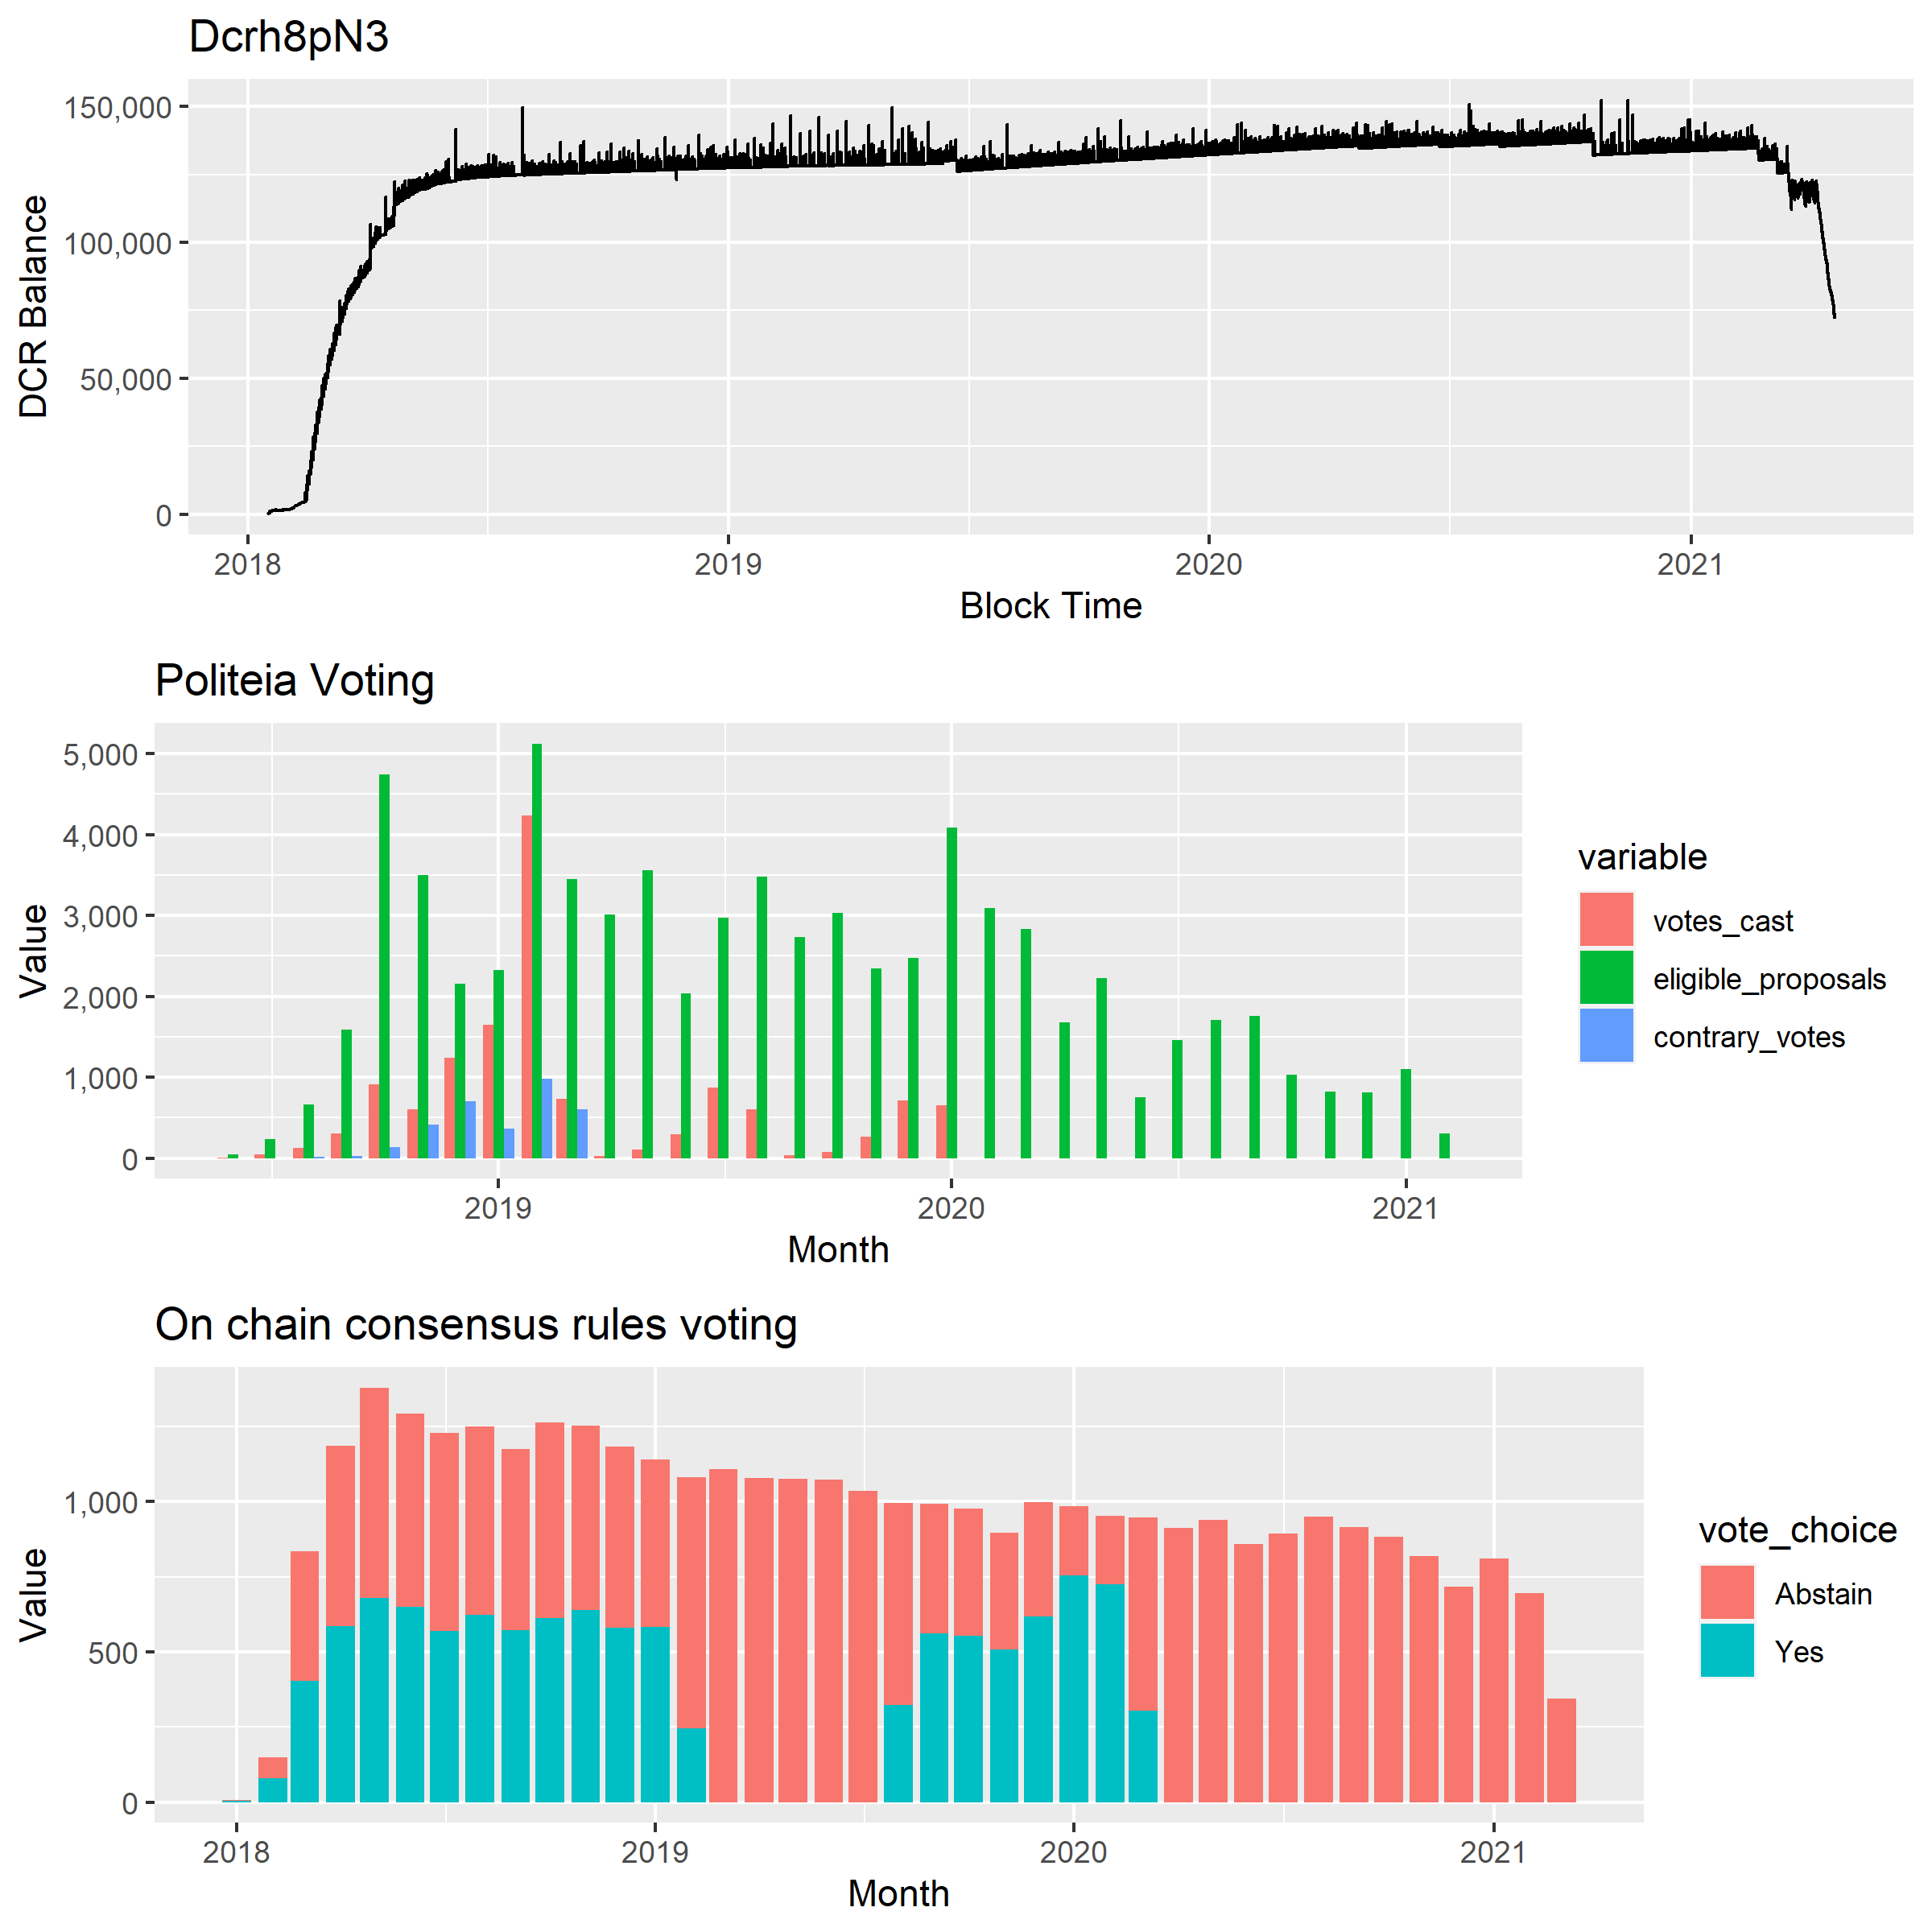 Dcrh8pN3
150,000
100,000
50,000
0
DCR Balance
2018 2019 2020 2021
Block Time
Politeia Voting
5,000
4,000
3,000
2,000
1,000
0
Value
2019 2020 2021
Month
variable
votes_cast
eligible_proposals
contrary_votes
On chain consensus rules voting
1,000
500
0
Value
2018 2019 2020 2021
Month
vote_choice
Abstain
Yes